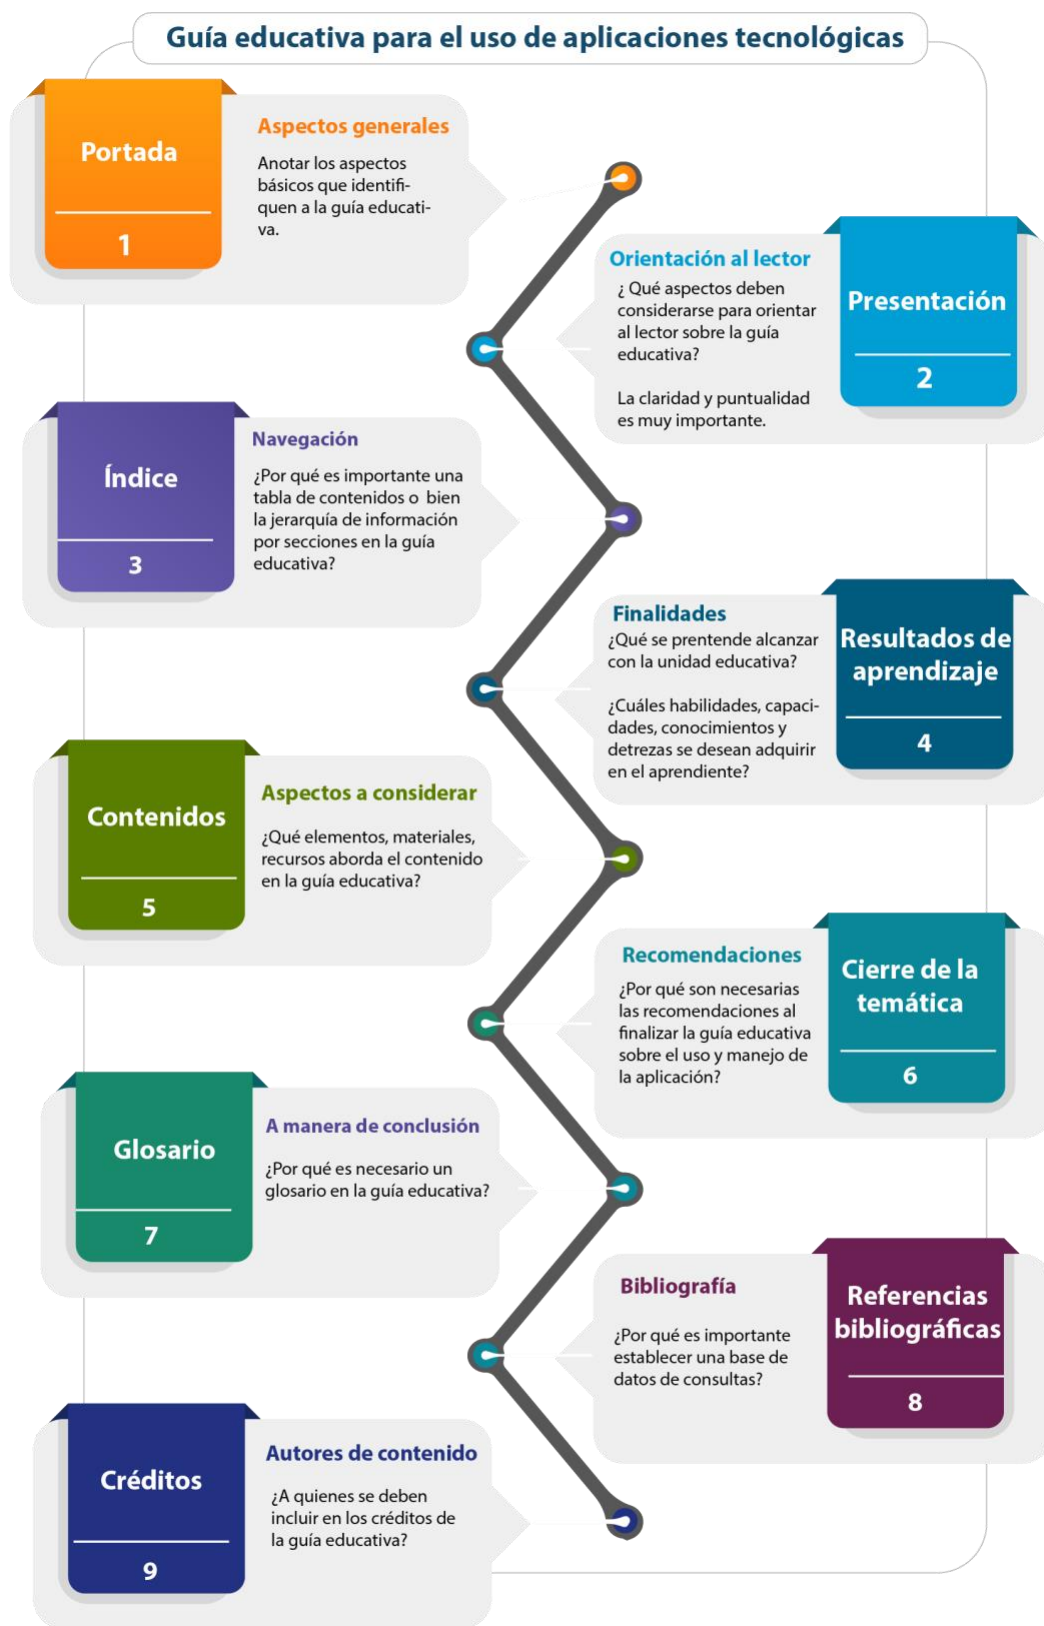 Guía educativa para el uso de aplicaciones tecnológicas
Portada
1
Aspectos generales
Anotar los aspectos
básicos que identifi-
quen a la guía educati-
va.
Orientación al lector
¿ Qué aspectos deben
considerarse para orientar
al lector sobre la guía
educativa?
La claridad y puntualidad
es muy importante.
Presentación
2
Índice
3
Navegación
¿Por qué es importante una
tabla de contenidos o bien
la jerarquía de información
por secciones en la guía
educativa?
Finalidades
¿Qué se prentende alcanzar
con la unidad educativa?
¿Cuáles habilidades, capaci-
dades, conocimientos y
detrezas se desean adquirir
en el aprendiente?
Resultados de
aprendizaje
4
Contenidos
5
Aspectos a considerar
¿Qué elementos, materiales,
recursos aborda el contenido
en la guía educativa?
Recomendaciones
¿Por qué son necesarias
las recomendaciones al
finalizar la guía educativa
sobre el uso y manejo de
la aplicación?
Cierre de la
temática
6
Glosario
7
A manera de conclusión
¿Por qué es necesario un
glosario en la guía educativa?
Bibliografía
¿Por qué es importante
establecer una base de
datos de consultas?
Referencias
bibliográficas
8
Créditos
9
Autores de contenido
¿A quienes se deben
incluir en los créditos de
la guía educativa?